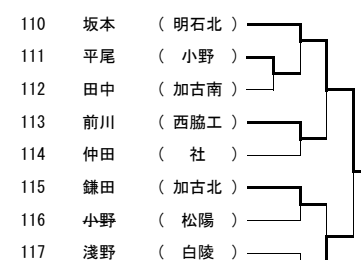 110 坂本 ( 明石北 )
111 平尾 ( 小野 )
112 田中 ( 加古南 )
113 前川 ( 西脇工 )
114 仲田 ( 社 )
115 鎌田 ( 加古北 )
116 小野 ( 松陽 )
117 淺野 ( 白陵 )